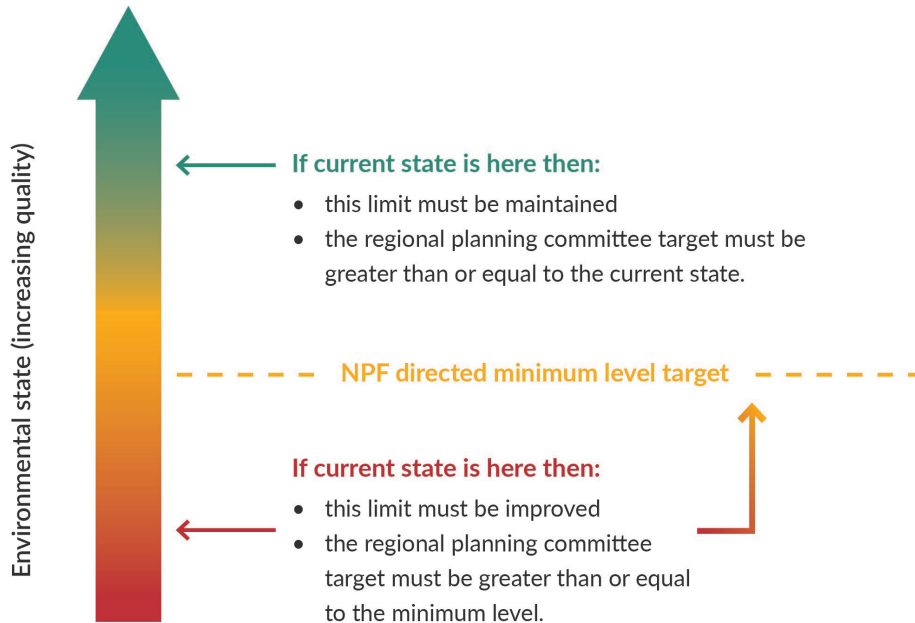 Environmental state (increasing quality)
If current state is here then:
• this limit must be maintained
• the regional planning committee target must be
greater than or equal to the current state.
NPF directed minimum level target
If current state is here then:
• this limit must be improved
• the regional planning committee
target must be greater than or equal
to the minimum level.